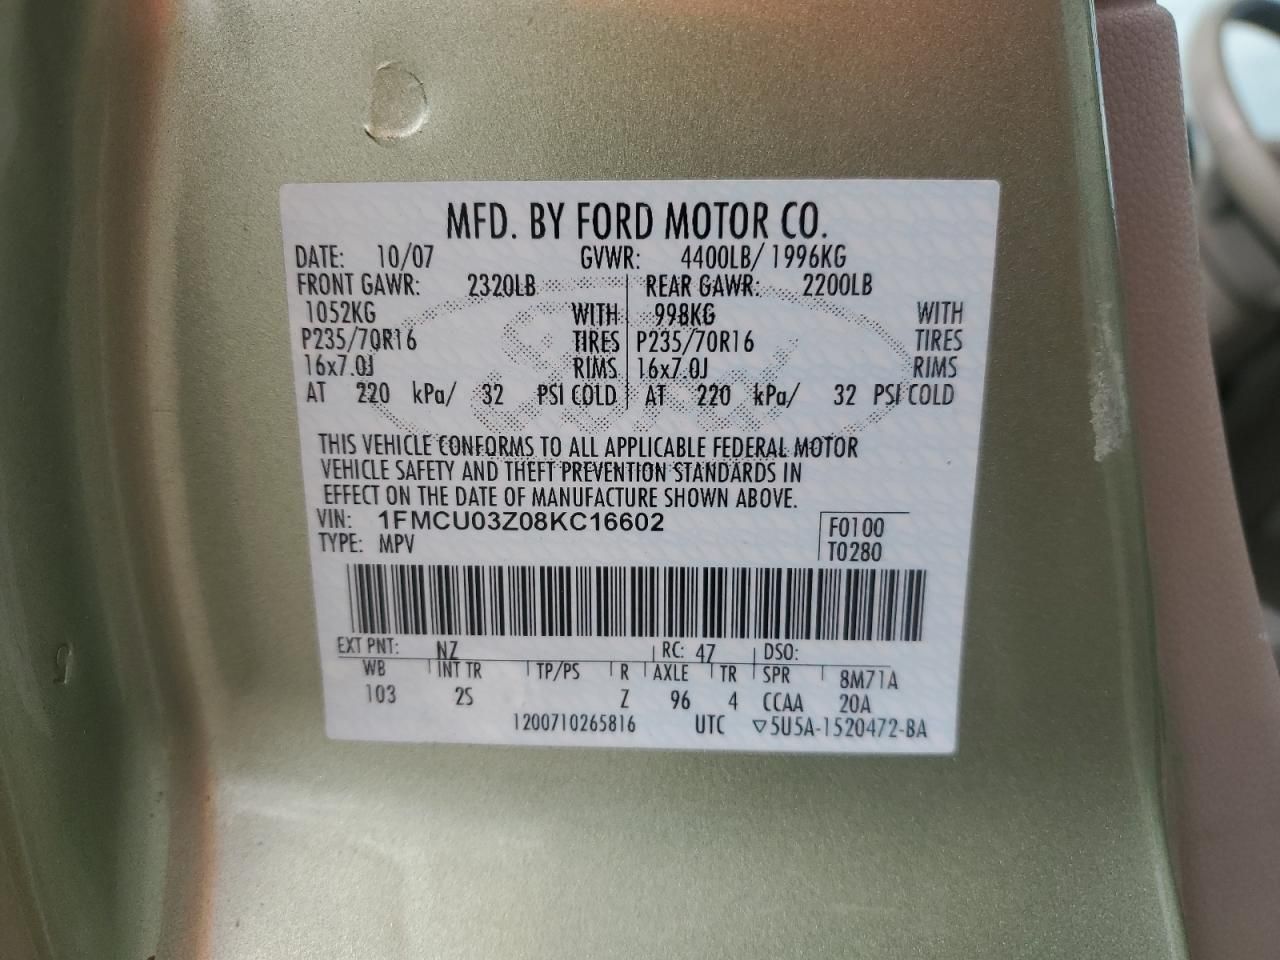 MFD. BY FORD MOTOR CO.
DATE: 10/07 GVWR: 4400LB/ 1996KG
FRONT GAWR: 2320LB REAR GAWR: 2200LB
1052KG WITH 998KG WITH
P235/70R16 TIRES P235/70R16 TIRES
16x7.0J RIMS 16x7.0J RIMS
AT 220 kPa/ 32 PSI COLD AT 220 kPa/ 32 PSI COLD
THIS VEHICLE CONFORMS TO ALL APPLICABLE FEDERAL MOTOR
VEHICLE SAFETY AND THEFT PREVENTION STANDARDS IN
EFFECT ON THE DATE OF MANUFACTURE SHOWN ABOVE.
VIN: 1FMCU03Z08KC16602 F0100
TYPE: MPV T0280
EXT PNT: NZ RC: 47 DSO:
WB INT TR TP/PS R AXLE TR SPR 8M71A
103 2S Z 96 4 CCAA 20A
1200710265816 UTC ▽5U5A-1520472-BA